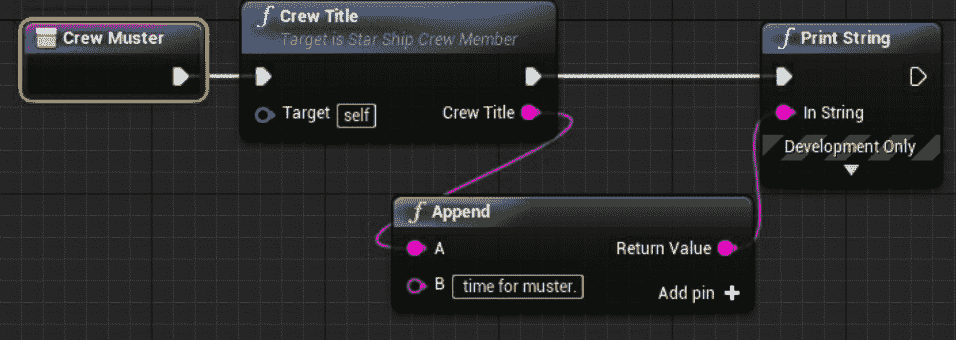 Crew Muster
f Crew Title
Target is Star Ship Crew Member
Target self
Crew Title
f Print String
In String
Development Only
f Append
A
Return Value
B time for muster.
Add pin +